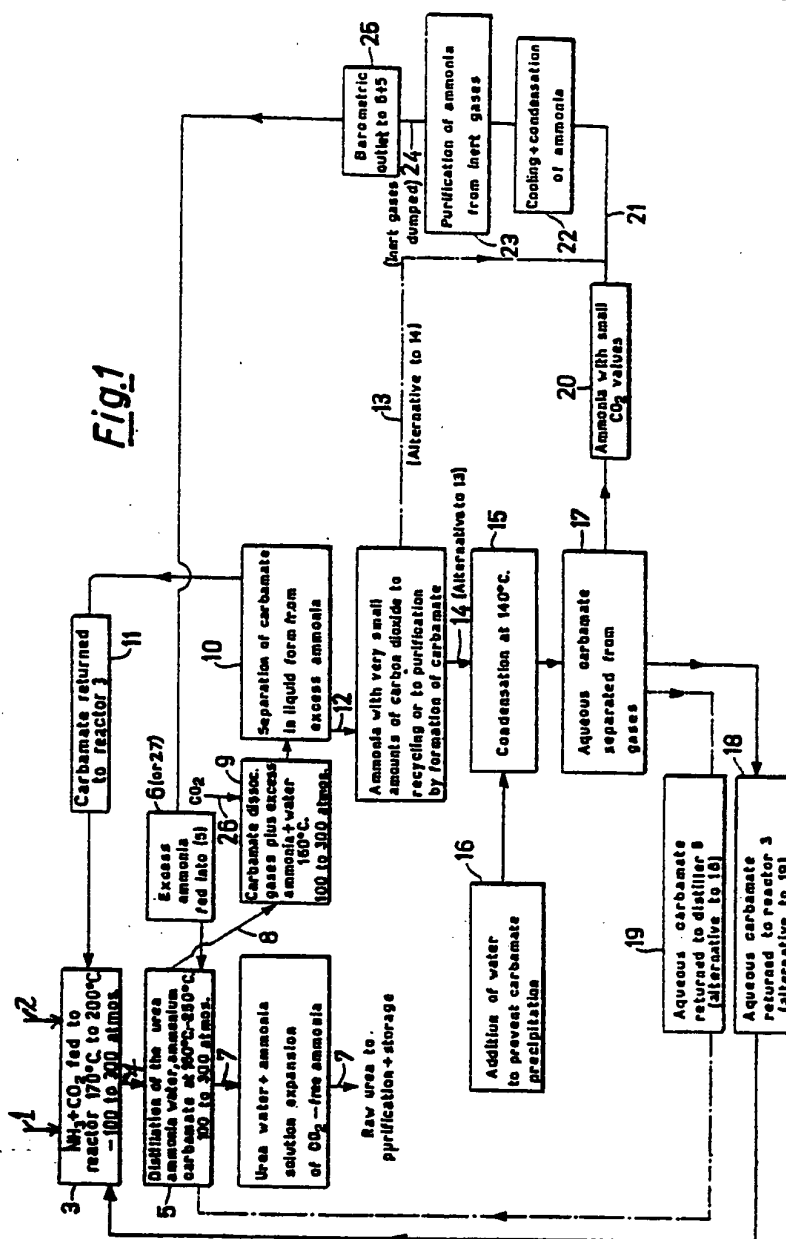 Fig.1
1
2
NH3+CO2 fed to
reactor 170°C. to 200°C
-100 to 300 atmos.
3
4
Distillation of the urea
ammonia water, ammonium
carbamate at 160°C-250°C.
100 to 300 atmos.
5
7
Urea water + ammonia
solution expansion
of CO2-free ammonia
7
Raw urea to
purification + storage
Carbamate returned
to reactor 3
11
6 (or 27)
Excess
ammonia
fed into (5)
8
CO2
26
9
Carbamate dissoc.
gases plus excess
ammonia + water
160°C.
100 to 300 atmos.
10
Separation of carbamate
in liquid form from
excess ammonia
12
Ammonia with very small
amounts of carbon dioxide to
recycling or to purification
by formation of carbamate
13
(Alternative to 14)
14 (Alternative to 13)
15
Condensation at 140°C.
16
Addition of water
to prevent carbamate
precipitation
17
Aqueous carbamate
separated from
gases
18
Aqueous carbamate
returned to reactor 3
(alternative to 19)
19
Aqueous carbamate
returned to distiller 5
(alternative to 18)
20
Ammonia with small
CO2 values
21
22
Cooling + condensation
of ammonia
23
Purification of ammonia
from inert gases
24
(Inert gases
dumped)
Barometric
outlet to 6+5